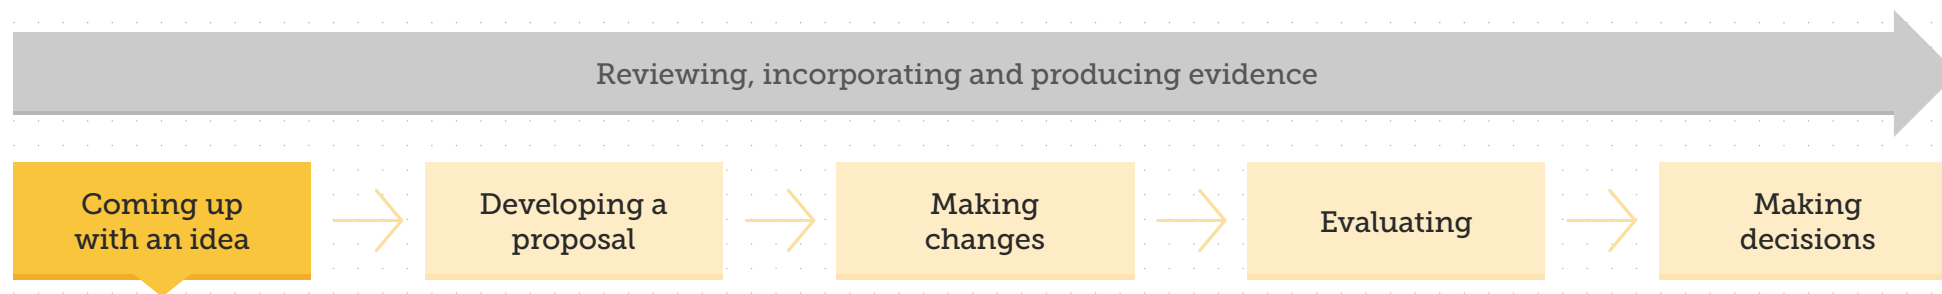 Reviewing, incorporating and producing evidence
Coming up
with an idea
Developing a
proposal
Making
changes
Evaluating
Making
decisions